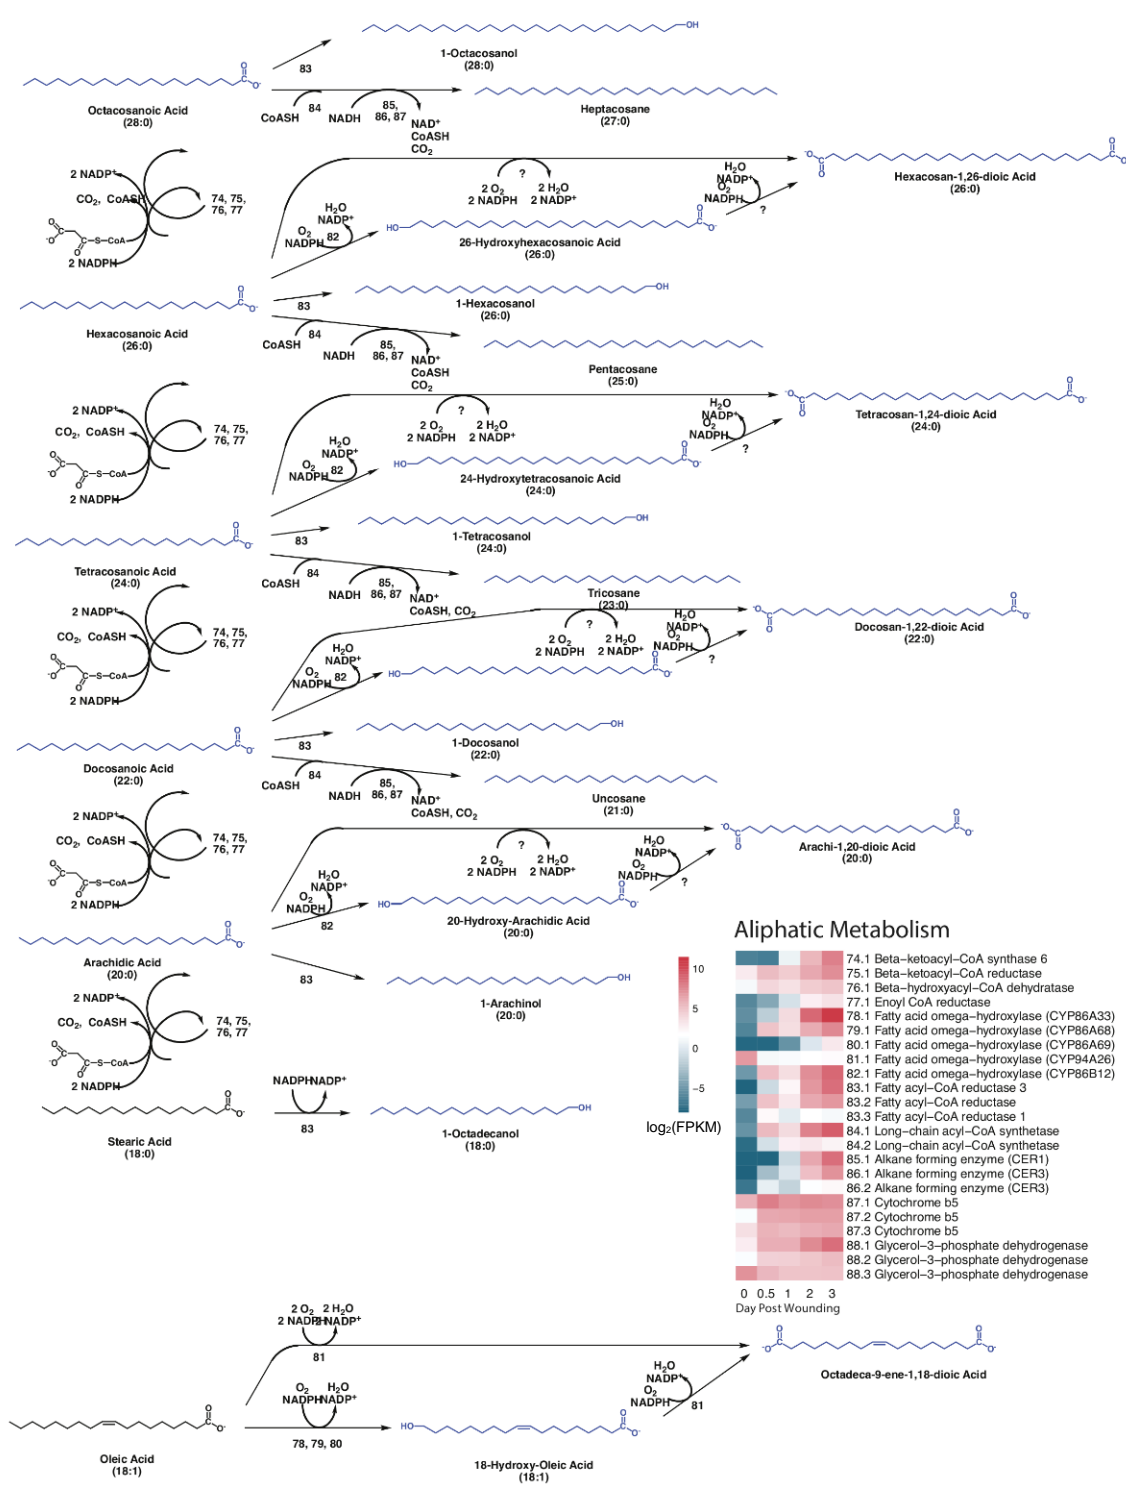 OH
1-Octacosanol
(28:0)
83
O
C
O-
Octacosanoic Acid
(28:0)
84
CoASH
NADH
85,
86, 87
NAD+
CoASH
CO2
Heptacosane
(27:0)
2 NADP+
CO2, CoASH
74, 75,
76, 77
S-CoA
2 NADPH
?
2 O2
2 NADPH
2 H2O
2 NADP+
H2O
NADP+
O2
NADPH
?
Hexacosan-1,26-dioic Acid
(26:0)
H2O
NADP+
O2
NADPH
82
HO
26-Hydroxyhexacosanoic Acid
(26:0)
OH
1-Hexacosanol
(26:0)
83
Hexacosanoic Acid
(26:0)
84
CoASH
NADH
85,
86, 87
NAD+
CoASH
CO2
Pentacosane
(25:0)
2 NADP+
CO2, CoASH
74, 75,
76, 77
S-CoA
2 NADPH
?
2 O2
2 NADPH
2 H2O
2 NADP+
H2O
NADP+
O2
NADPH
?
Tetracosan-1,24-dioic Acid
(24:0)
H2O
NADP+
O2
NADPH
82
HO
24-Hydroxytetracosanoic Acid
(24:0)
OH
1-Tetracosanol
(24:0)
83
Tetracosanoic Acid
(24:0)
84
CoASH
NADH
85,
86, 87
NAD+
CoASH, CO2
Tricosane
(23:0)
2 NADP+
CO2, CoASH
74, 75,
76, 77
S-CoA
2 NADPH
?
2 O2
2 NADPH
2 H2O
2 NADP+
H2O
NADP+
O2
NADPH
?
Docosan-1,22-dioic Acid
(22:0)
H2O
NADP+
O2
NADPH
82
HO
OH
1-Docosanol
(22:0)
83
Docosanoic Acid
(22:0)
84
CoASH
NADH
85,
86, 87
NAD+
CoASH, CO2
Uncosane
(21:0)
2 NADP+
CO2, CoASH
74, 75,
76, 77
S-CoA
2 NADPH
?
2 O2
2 NADPH
2 H2O
2 NADP+
H2O
NADP+
O2
NADPH
?
Arachi-1,20-dioic Acid
(20:0)
H2O
NADP+
O2
NADPH
82
HO
20-Hydroxy-Arachidic Acid
(20:0)
Arachidic Acid
(20:0)
83
OH
1-Arachinol
(20:0)
2 NADP+
CO2, CoASH
74, 75,
76, 77
S-CoA
2 NADPH
Stearic Acid
(18:0)
NADPH
NADP+
83
OH
1-Octadecanol
(18:0)
Aliphatic Metabolism
10
5
0
−5
log2(FPKM)
74.1 Beta−ketoacyl−CoA synthase 6
75.1 Beta−ketoacyl−CoA reductase
76.1 Beta−hydroxyacyl−CoA dehydratase
77.1 Enoyl CoA reductase
78.1 Fatty acid omega−hydroxylase (CYP86A33)
79.1 Fatty acid omega−hydroxylase (CYP86A68)
80.1 Fatty acid omega−hydroxylase (CYP86A69)
81.1 Fatty acid omega−hydroxylase (CYP94A26)
82.1 Fatty acid omega−hydroxylase (CYP86B12)
83.1 Fatty acyl−CoA reductase 3
83.2 Fatty acyl−CoA reductase
83.3 Fatty acyl−CoA reductase 1
84.1 Long−chain acyl−CoA synthetase
84.2 Long−chain acyl−CoA synthetase
85.1 Alkane forming enzyme (CER1)
86.1 Alkane forming enzyme (CER3)
86.2 Alkane forming enzyme (CER3)
87.1 Cytochrome b5
87.2 Cytochrome b5
87.3 Cytochrome b5
88.1 Glycerol−3−phosphate dehydrogenase
88.2 Glycerol−3−phosphate dehydrogenase
88.3 Glycerol−3−phosphate dehydrogenase
0 0.5 1 2 3
Day Post Wounding
2 O2
2 NADPH
2 H2O
2 NADP+
81
Octadeca-9-ene-1,18-dioic Acid
O2
NADPH
H2O
NADP+
78, 79, 80
H2O
NADP+
O2
NADPH
81
Oleic Acid
(18:1)
HO
18-Hydroxy-Oleic Acid
(18:1)